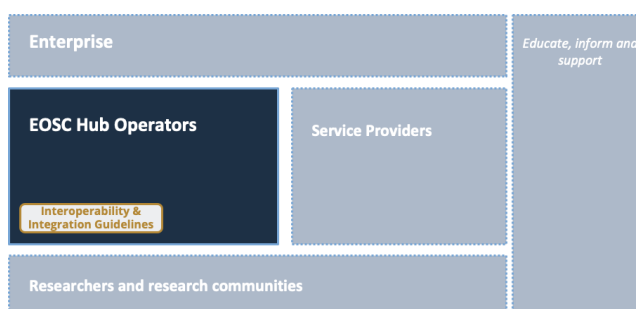 Enterprise
Educate, inform and
support
EOSC Hub Operators
Service Providers
Interoperability &
Integration Guidelines
Researchers and research communities